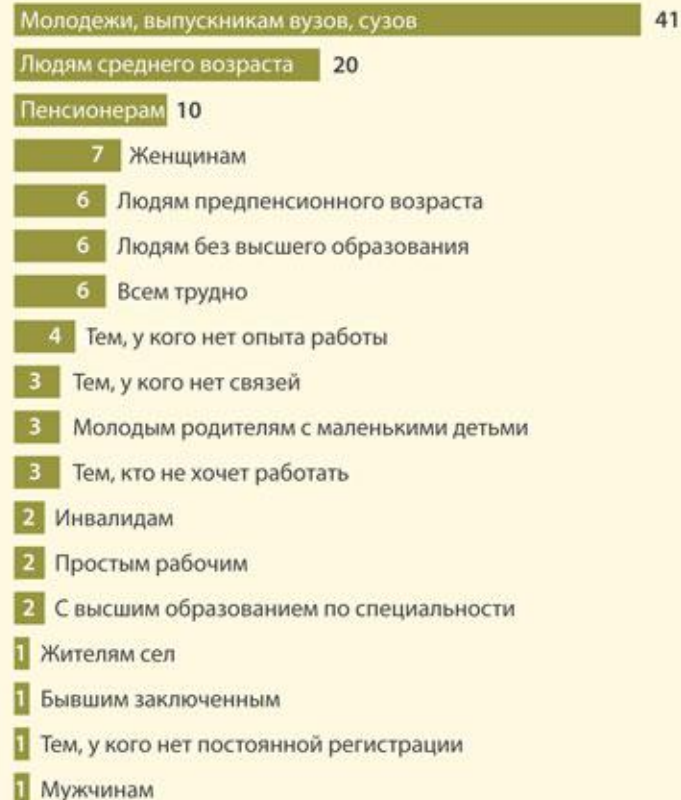 Молодежи, выпускникам вузов, сузов 41
Людям среднего возраста 20
Пенсионерам 10
7 Женщинам
6 Людям предпенсионного возраста
6 Людям без высшего образования
6 Всем трудно
4 Тем, у кого нет опыта работы
3 Тем, у кого нет связей
3 Молодым родителям с маленькими детьми
3 Тем, кто не хочет работать
2 Инвалидам
2 Простым рабочим
2 С высшим образованием по специальности
1 Жителям сел
1 Бывшим заключенным
1 Тем, у кого нет постоянной регистрации
1 Мужчинам